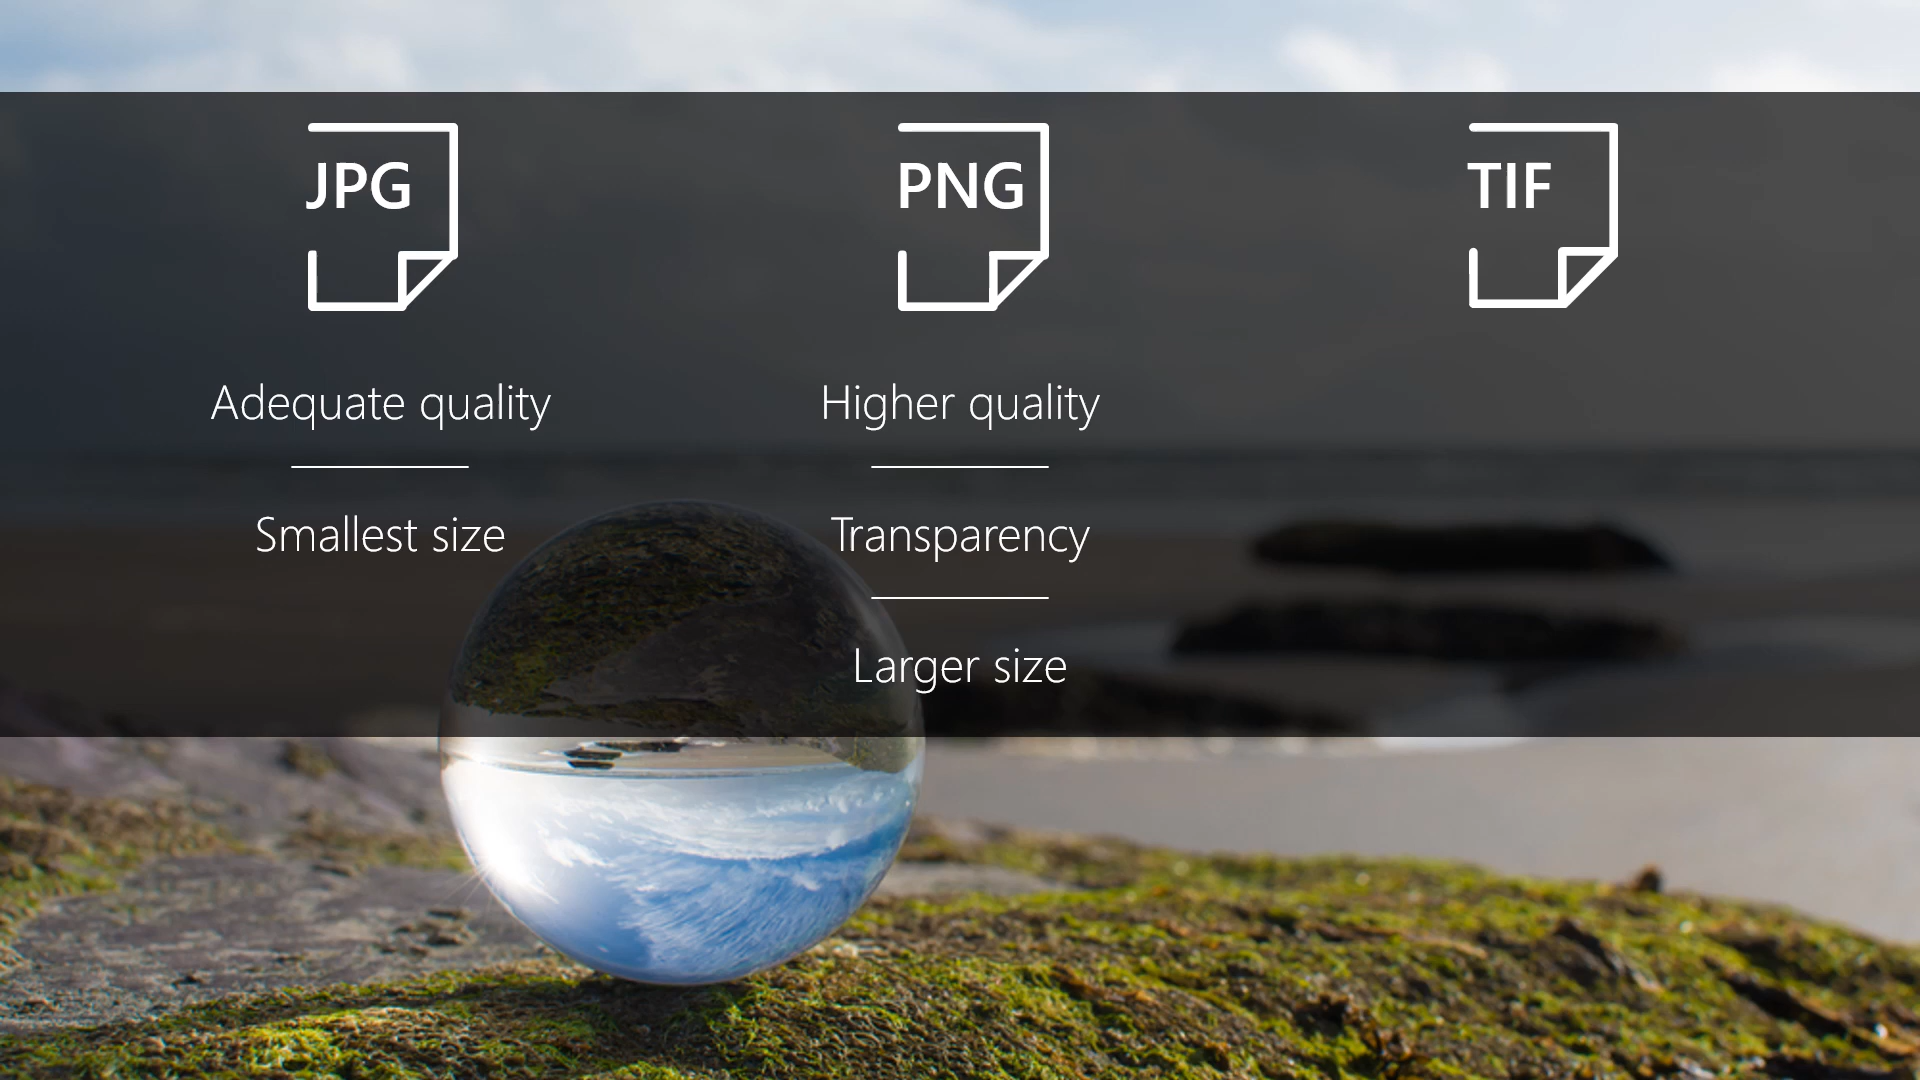 JPG
PNG
TIF
Adequate quality
Higher quality
Smallest size
Transparency
Larger size